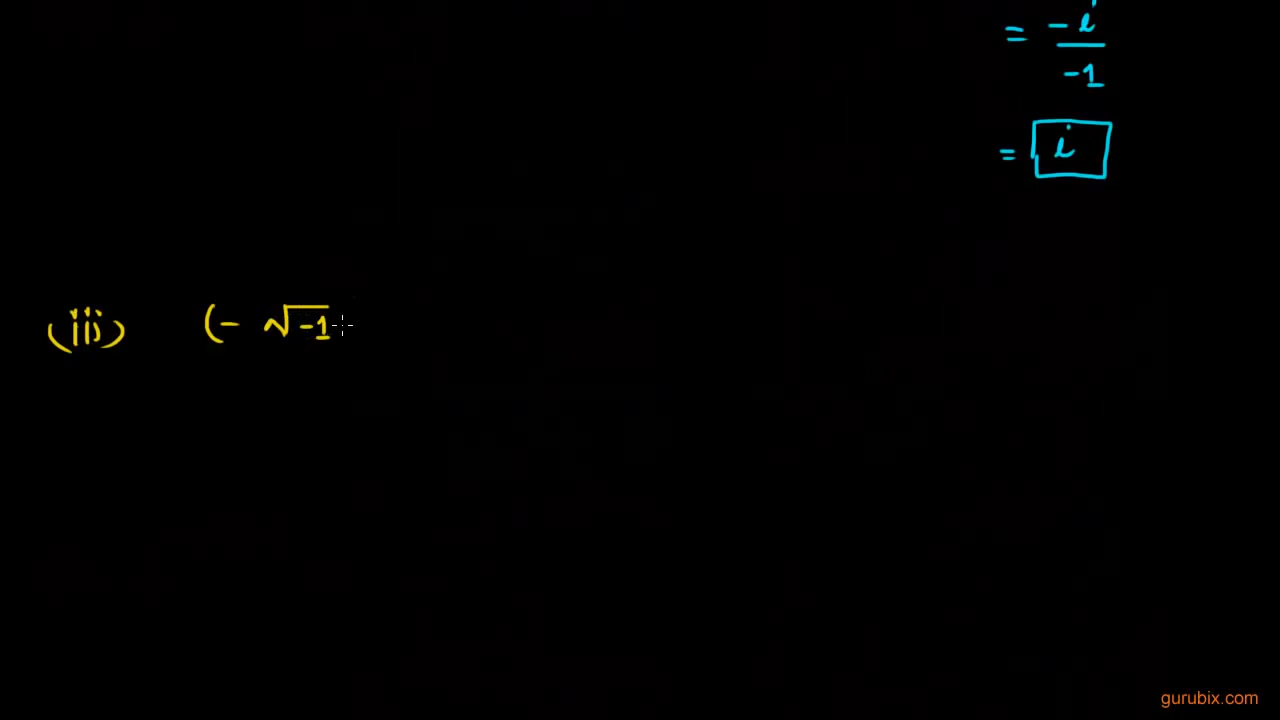 = -i / -1
= i
(iii) (- √-1
gurubix.com